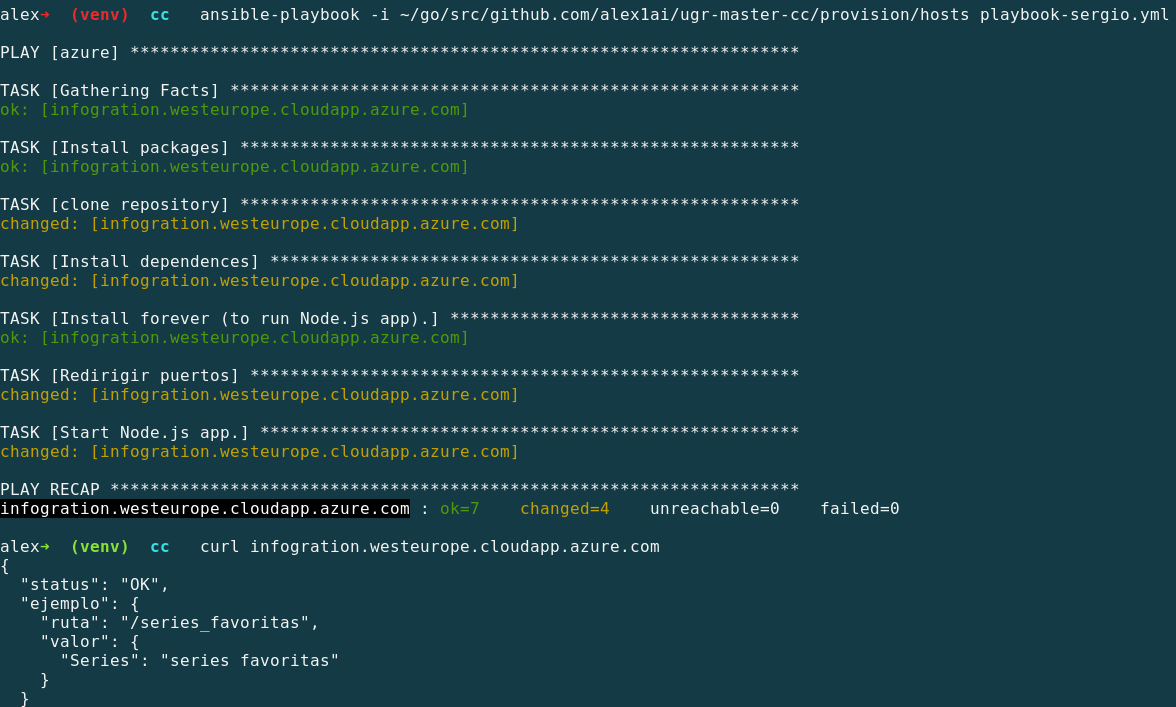 alex➜  (venv)  cc   ansible-playbook -i ~/go/src/github.com/alex1ai/ugr-master-cc/provision/hosts playbook-sergio.yml
PLAY [azure] *******************************************************************
TASK [Gathering Facts] *********************************************************
ok: [infogration.westeurope.cloudapp.azure.com]
TASK [Install packages] ********************************************************
ok: [infogration.westeurope.cloudapp.azure.com]
TASK [clone repository] ********************************************************
changed: [infogration.westeurope.cloudapp.azure.com]
TASK [Install dependences] *****************************************************
changed: [infogration.westeurope.cloudapp.azure.com]
TASK [Install forever (to run Node.js app).] ***********************************
ok: [infogration.westeurope.cloudapp.azure.com]
TASK [Redirigir puertos] *******************************************************
changed: [infogration.westeurope.cloudapp.azure.com]
TASK [Start Node.js app.] ******************************************************
changed: [infogration.westeurope.cloudapp.azure.com]
PLAY RECAP *********************************************************************
infogration.westeurope.cloudapp.azure.com : ok=7    changed=4    unreachable=0    failed=0
alex➜  (venv)  cc   curl infogration.westeurope.cloudapp.azure.com
{
  "status": "OK",
  "ejemplo": {
    "ruta": "/series_favoritas",
    "valor": {
      "Series": "series favoritas"
    }
  }